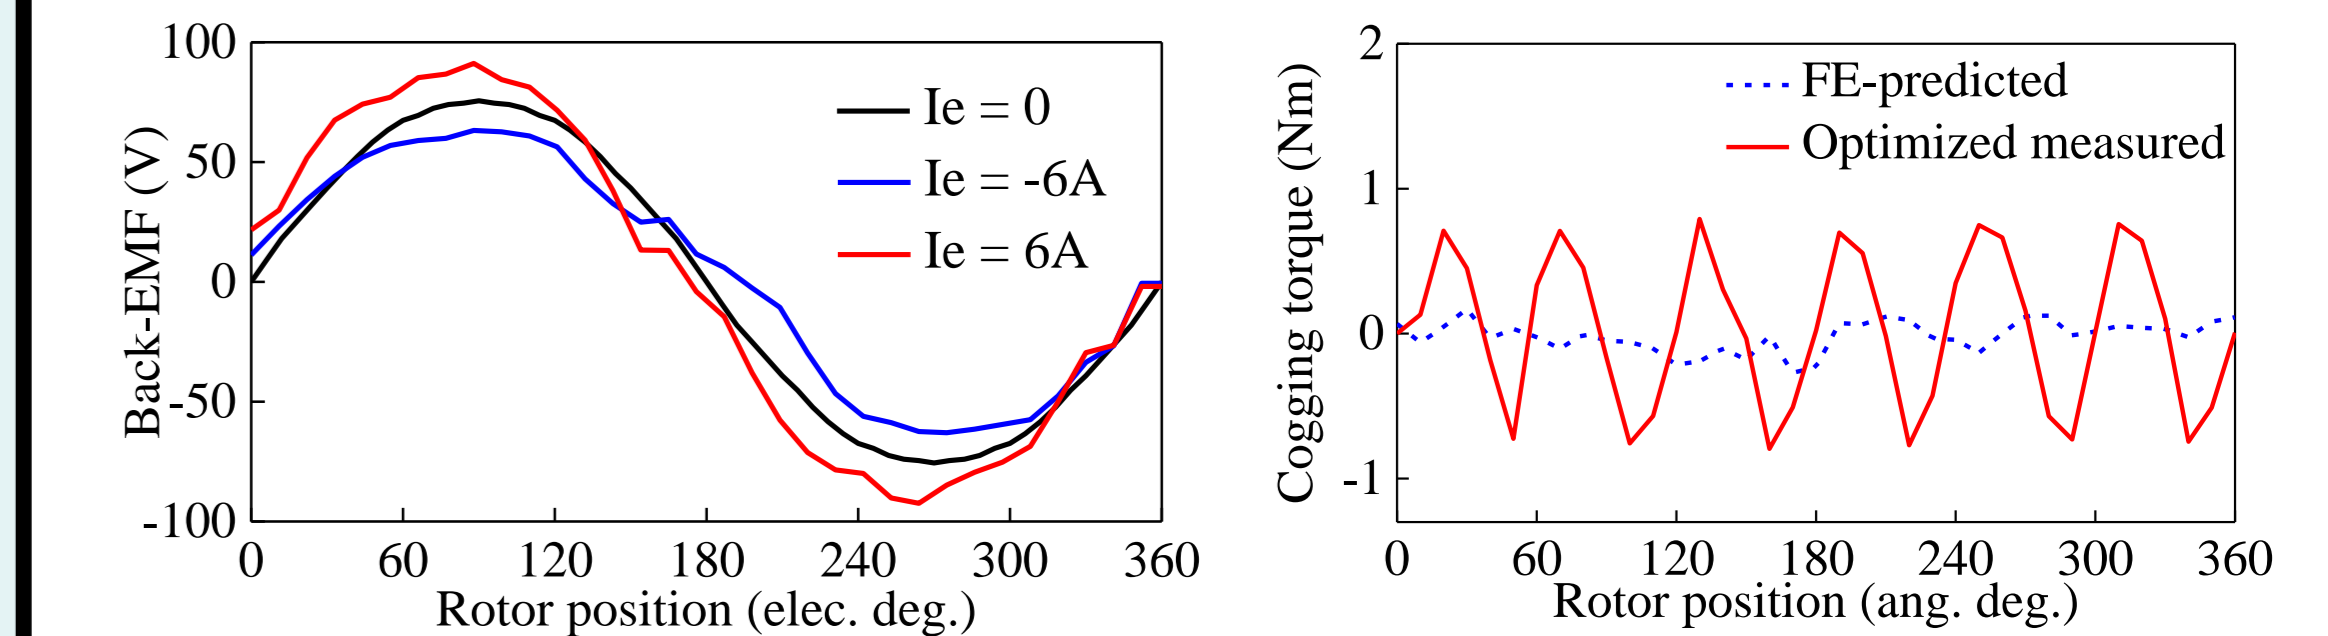 100
50
0
-50
-100
Back-EMF (V)
Ie = 0
Ie = -6A
Ie = 6A
0 60 120 180 240 300 360
Rotor position (elec. deg.)
2
1
0
-1
Cogging torque (Nm)
FE-predicted
Optimized measured
0 60 120 180 240 300 360
Rotor position (ang. deg.)